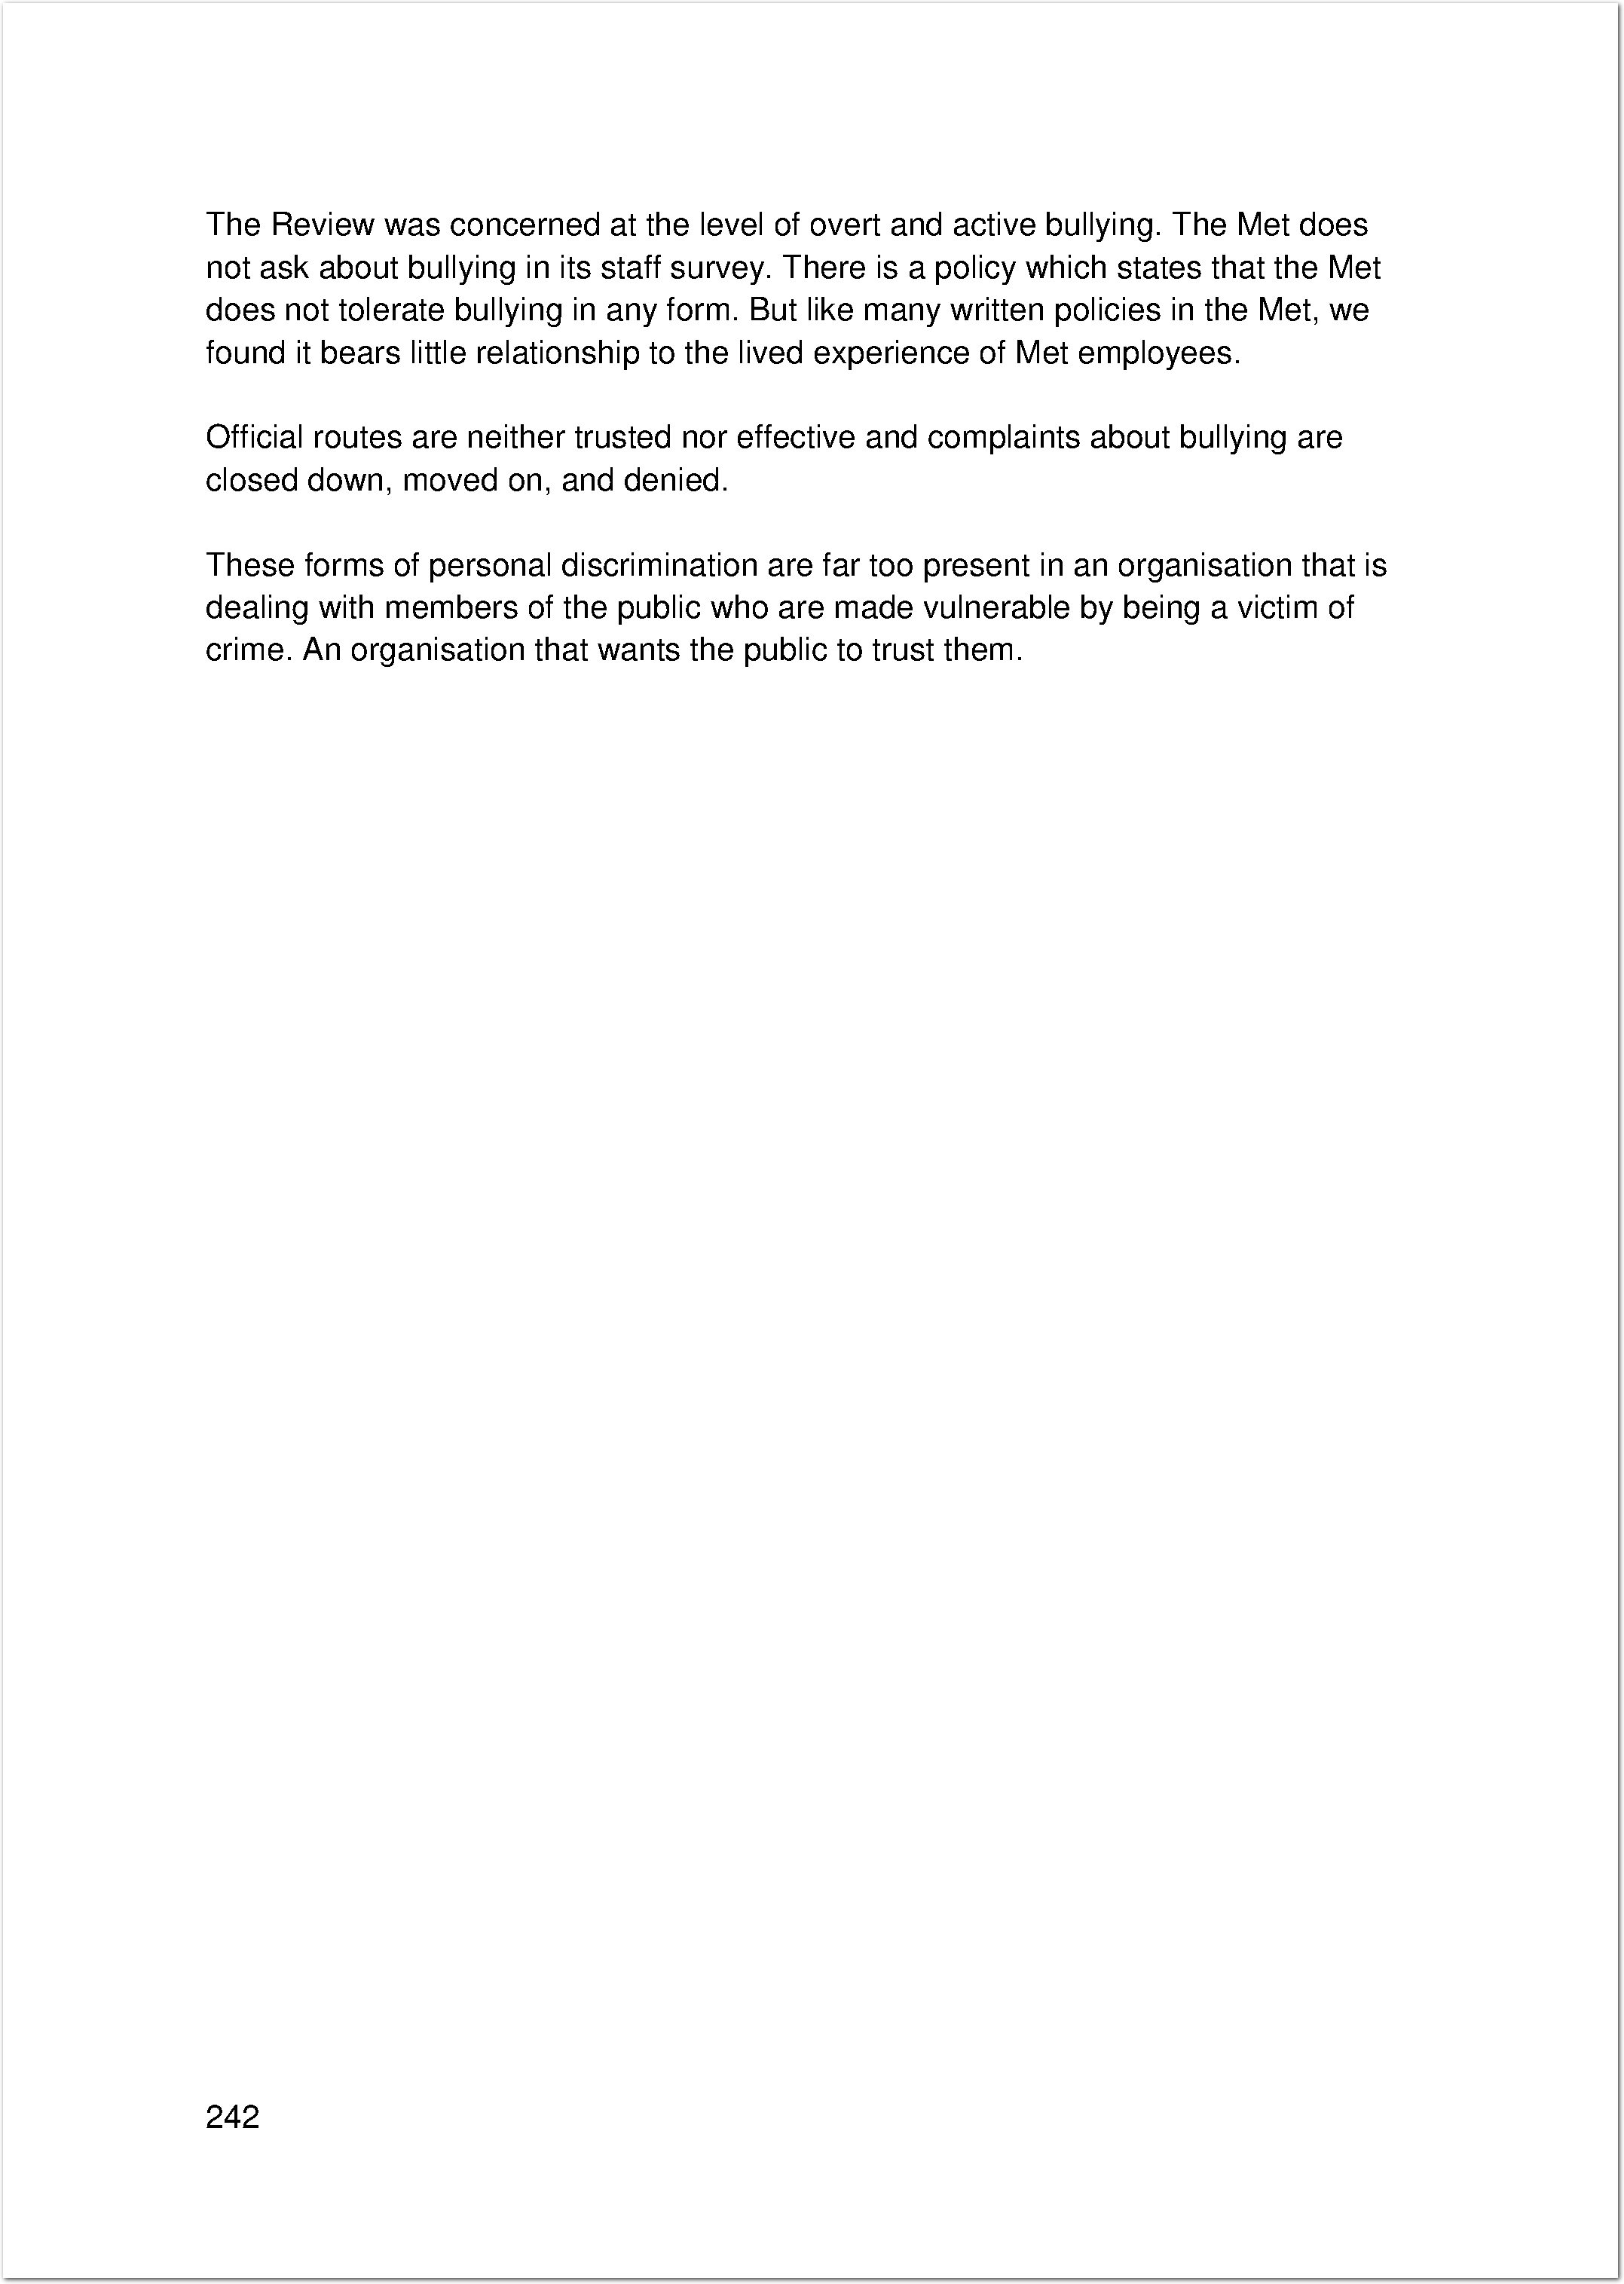 The Review was concerned at the level of overt and active bullying. The Met does
not ask about bullying in its staff survey. There is a policy which states that the Met
does not tolerate bullying in any form. But like many written policies in the Met, we
found it bears little relationship to the lived experience of Met employees.
Official routes are neither trusted nor effective and complaints about bullying are
closed down, moved on, and denied.
These forms of personal discrimination are far too present in an organisation that is
dealing with members of the public who are made vulnerable by being a victim of
crime. An organisation that wants the public to trust them.
242